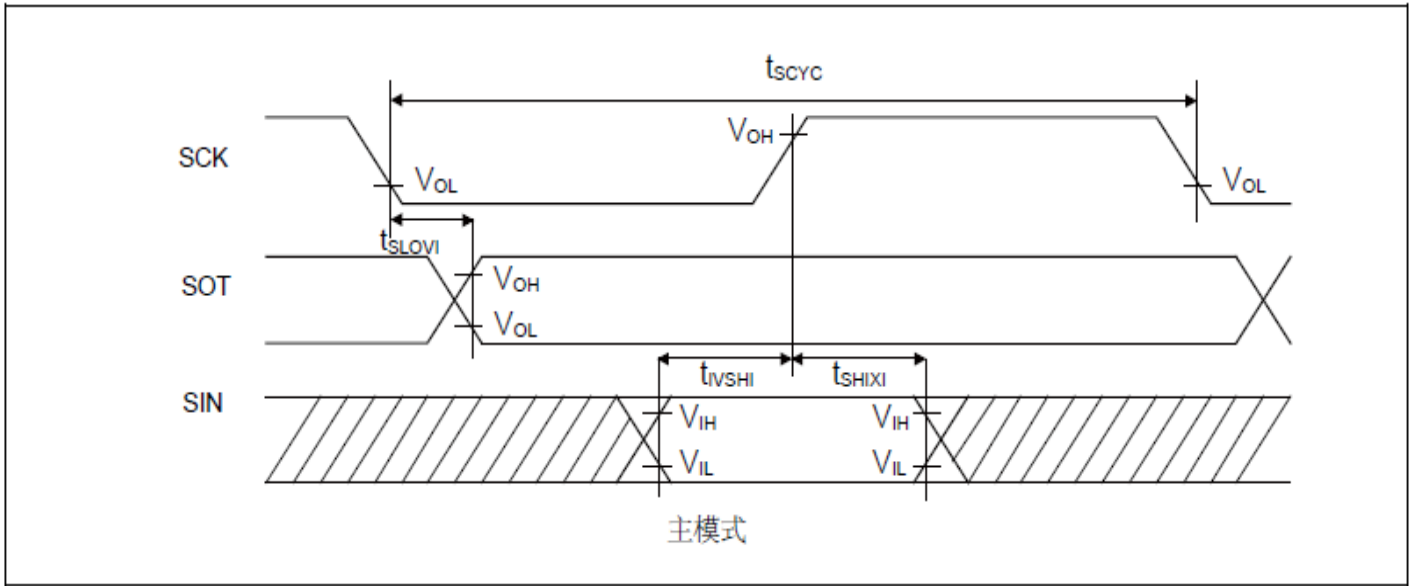 tSCYC
SCK
VOH
VOL
VOL
tSLOVI
SOT
VOH
VOL
tIVSHI
tSHIXI
SIN
VIH
VIH
VIL
VIL
主模式